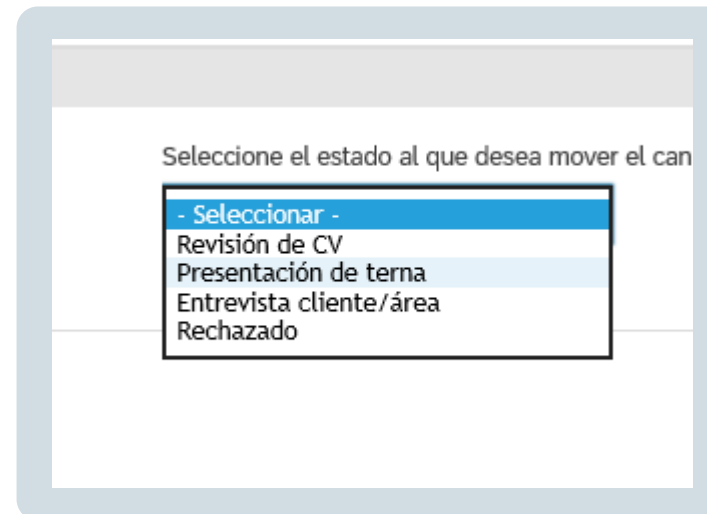 Seleccione el estado al que desea mover el can
- Seleccionar -
Revisión de CV
Presentación de terna
Entrevista cliente/área
Rechazado